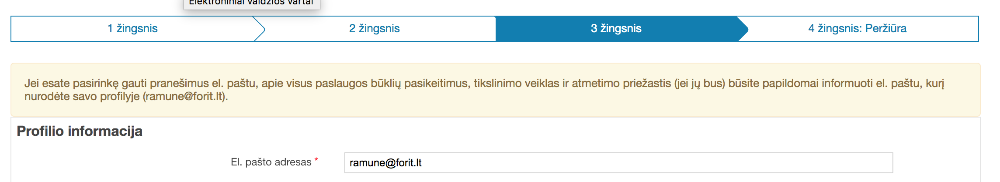 Elektroniniai valdžios vartai
1 žingsnis
2 žingsnis
3 žingsnis
4 žingsnis: Peržiūra
Jei esate pasirinkę gauti pranešimus el. paštu, apie visus paslaugos būklių pasikeitimus, tikslinimo veiklas ir atmetimo priežastis (jei jų bus) būsite papildomai informuoti el. paštu, kurį
nurodėte savo profilyje (ramune@forit.lt).
Profilio informacija
El. pašto adresas *
ramune@forit.lt